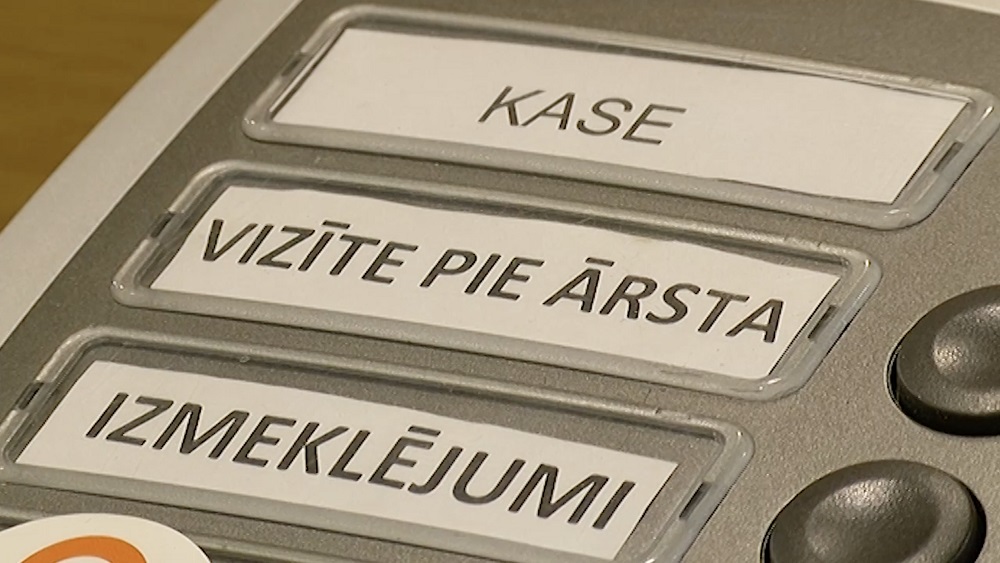 KASE
VIZĪTE PIE ĀRSTA
IZMEKLĒJUMI